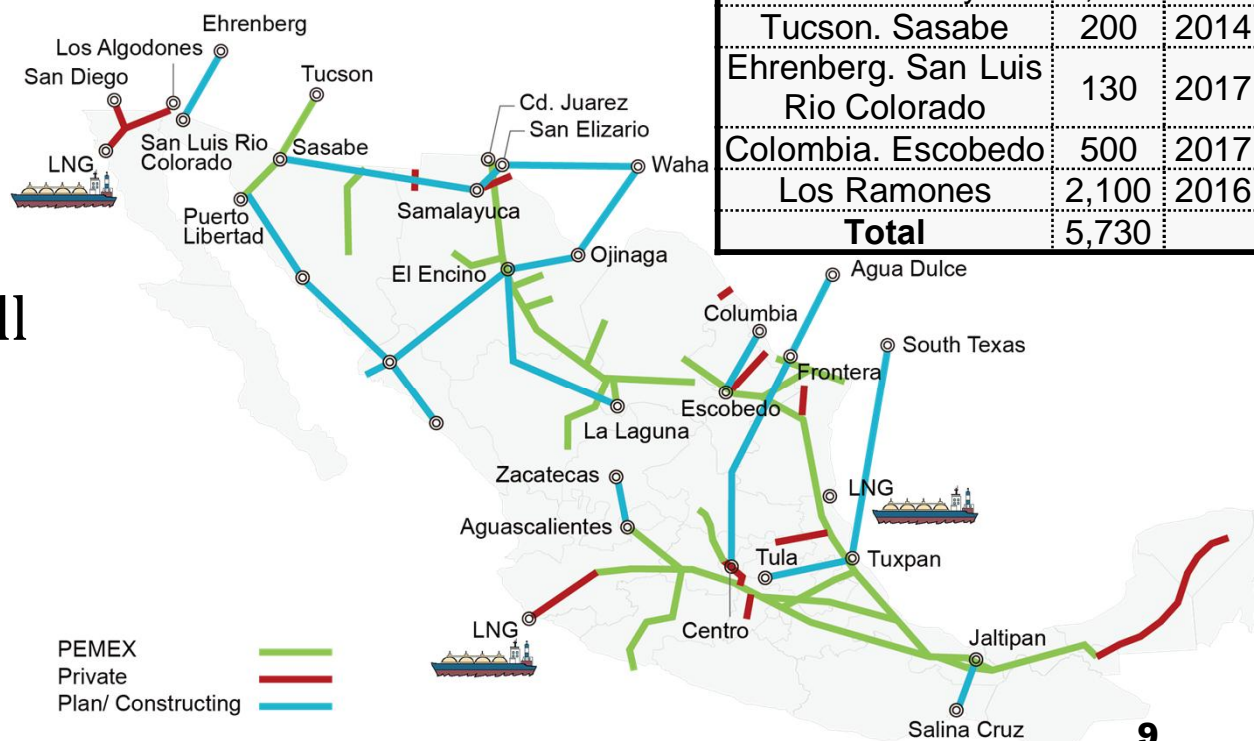 Tucson. Sasabe 200 2014
Ehrenberg. San Luis
Rio Colorado 130 2017
Colombia. Escobedo 500 2017
Los Ramones 2,100 2016
Total 5,730
Ehrenberg
Los Algodones
San Diego
Tucson
Cd. Juarez
San Elizario
San Luis Rio
Colorado
Sasabe
LNG
Waha
Samalayuca
Puerto
Libertad
El Encino
Ojinaga
Agua Dulce
Columbia
South Texas
Frontera
Escobedo
La Laguna
Zacatecas
LNG
Aguascalientes
Tula
Tuxpan
LNG
Centro
Jaltipan
PEMEX
Private
Plan/ Constructing
Salina Cruz
ll
9